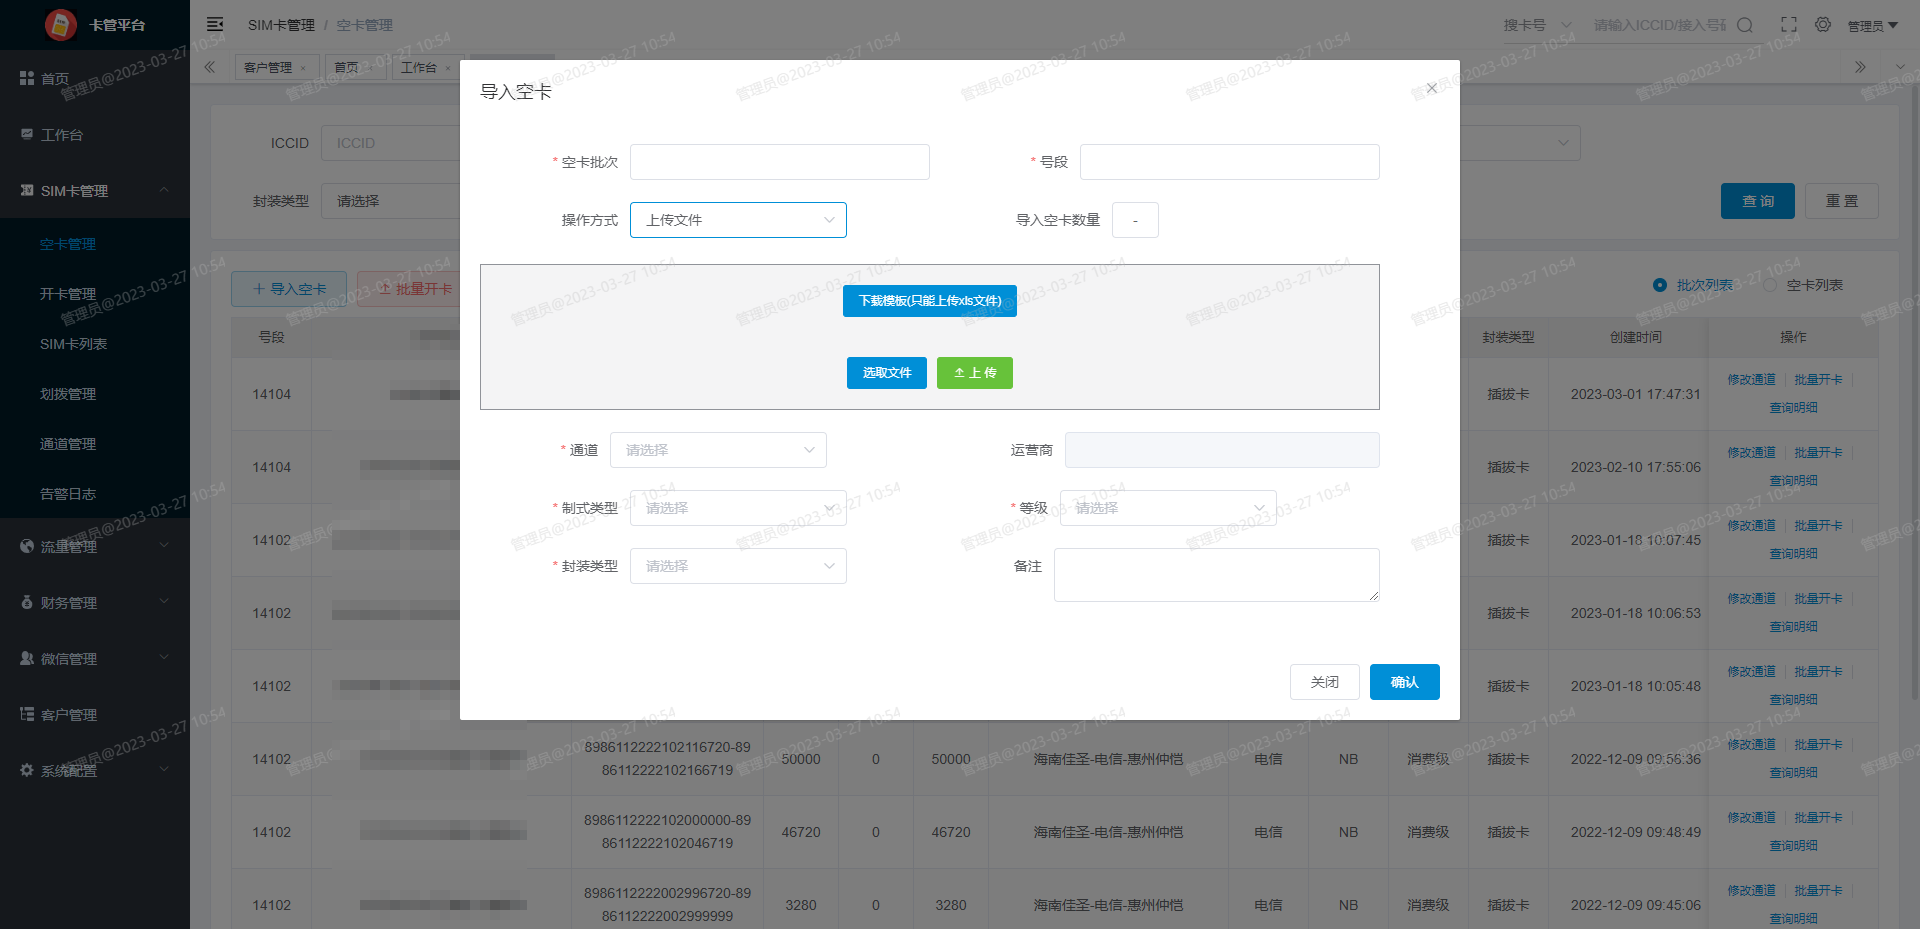 卡管平台
SIM卡管理 / 空卡管理
搜卡号
请输入ICCID/接入号码
管理员
首页
工作台
SIM卡管理
空卡管理
开卡管理
SIM卡列表
划拨管理
通道管理
告警日志
流量管理
财务管理
微信管理
客户管理
系统配置
客户管理 ×
首页
工作台 ×
ICCID
ICCID
封装类型
请选择
查 询
重 置
导入空卡
批量开卡
批次列表
空卡列表
导入空卡
* 空卡批次
* 号段
操作方式
上传文件
导入空卡数量
-
下载模板(只能上传xls文件)
选取文件
上 传
* 通道
请选择
运营商
* 制式类型
请选择
* 等级
请选择
* 封装类型
请选择
备注
关闭
确认
号段
封装类型
创建时间
操作
14104
插拔卡
2023-03-01 17:47:31
修改通道 批量开卡
查询明细
14104
插拔卡
2023-02-10 17:55:06
修改通道 批量开卡
查询明细
14102
插拔卡
2023-01-18 10:07:45
修改通道 批量开卡
查询明细
14102
插拔卡
2023-01-18 10:06:53
修改通道 批量开卡
查询明细
14102
插拔卡
2023-01-18 10:05:48
修改通道 批量开卡
查询明细
14102
8986112222102116720-89
86112222102166719
50000
0
50000
海南佳圣-电信-惠州仲恺
电信
NB
消费级
插拔卡
2022-12-09 09:56:36
修改通道 批量开卡
查询明细
14102
8986112222102000000-89
86112222102046719
46720
0
46720
海南佳圣-电信-惠州仲恺
电信
NB
消费级
插拔卡
2022-12-09 09:48:49
修改通道 批量开卡
查询明细
14102
8986112222002996720-89
86112222002999999
3280
0
3280
海南佳圣-电信-惠州仲恺
电信
NB
消费级
插拔卡
2022-12-09 09:45:06
修改通道 批量开卡
查询明细
管理员@2023-03-27 10:54